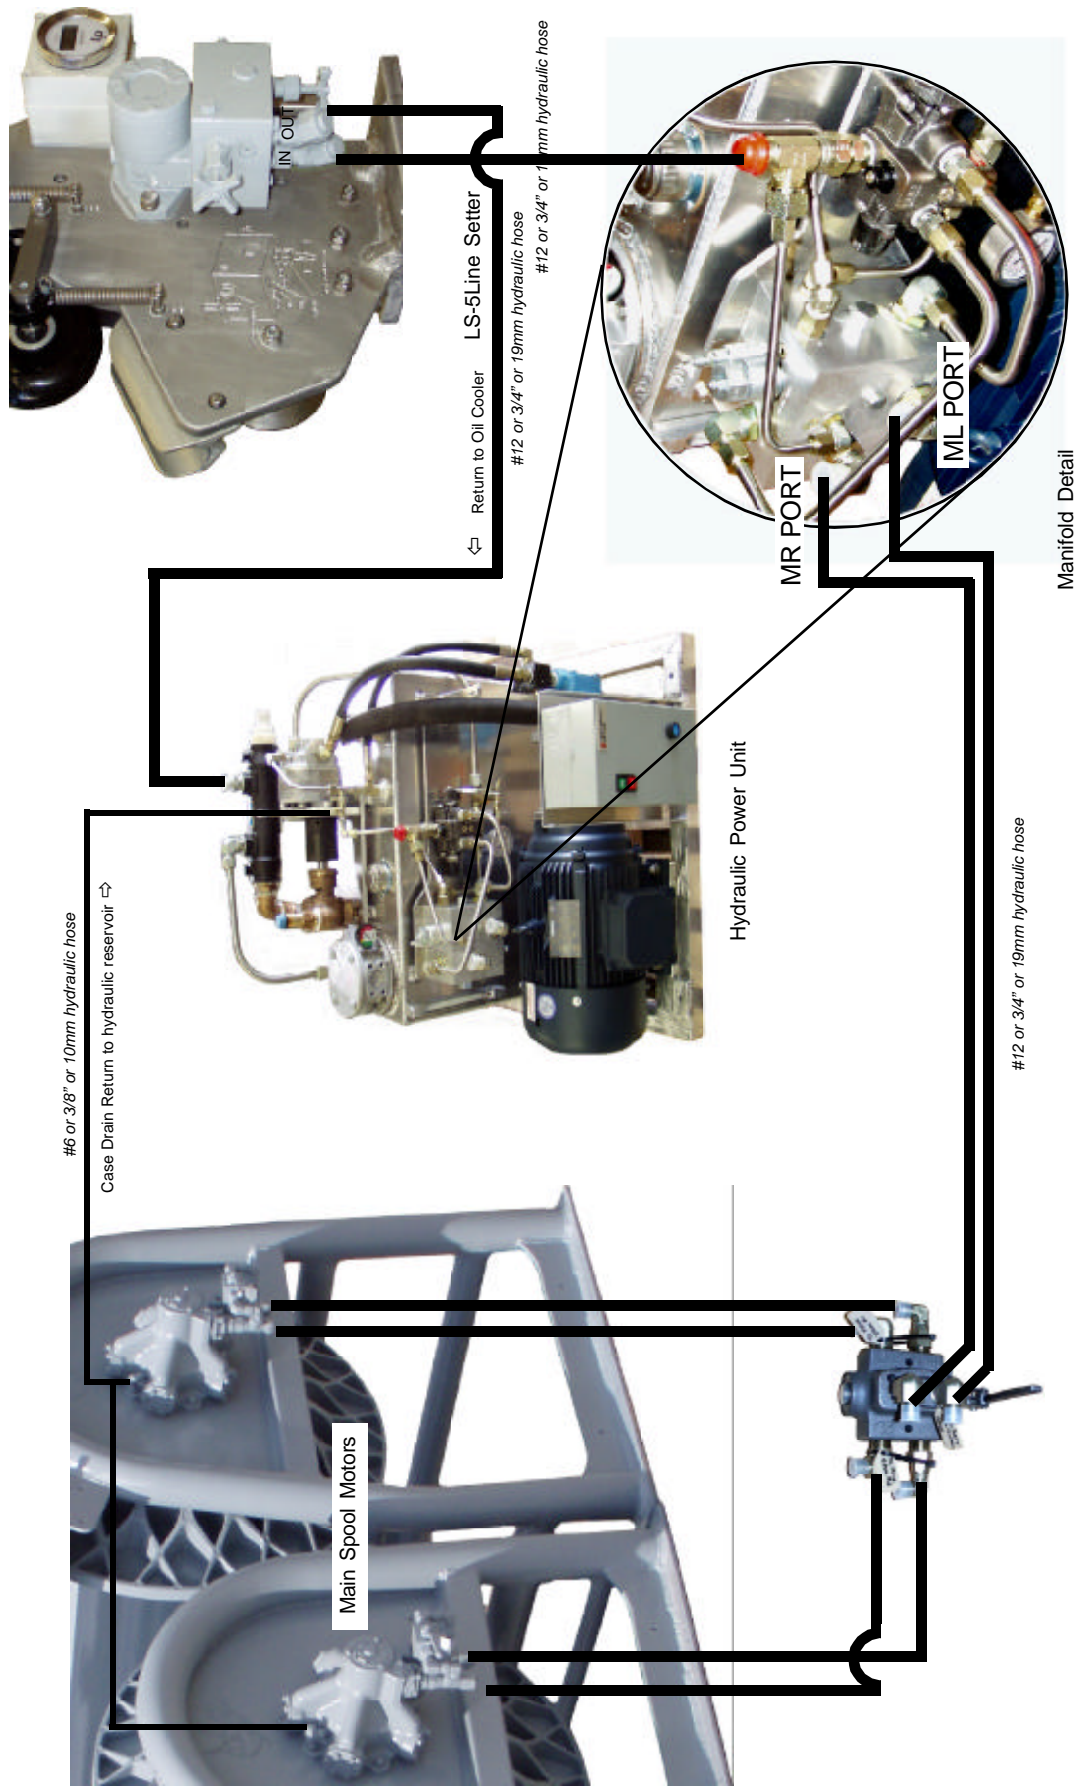 IN OUT
LS-5Line Setter
#12 or 3/4" or 19mm hydraulic hose
#12 or 3/4" or 19mm hydraulic hose
⇦ Return to Oil Cooler
MR PORT
ML PORT
Manifold Detail
Hydraulic Power Unit
#6 or 3/8" or 10mm hydraulic hose
Case Drain Return to hydraulic reservoir ⇨
#12 or 3/4" or 19mm hydraulic hose
Main Spool Motors